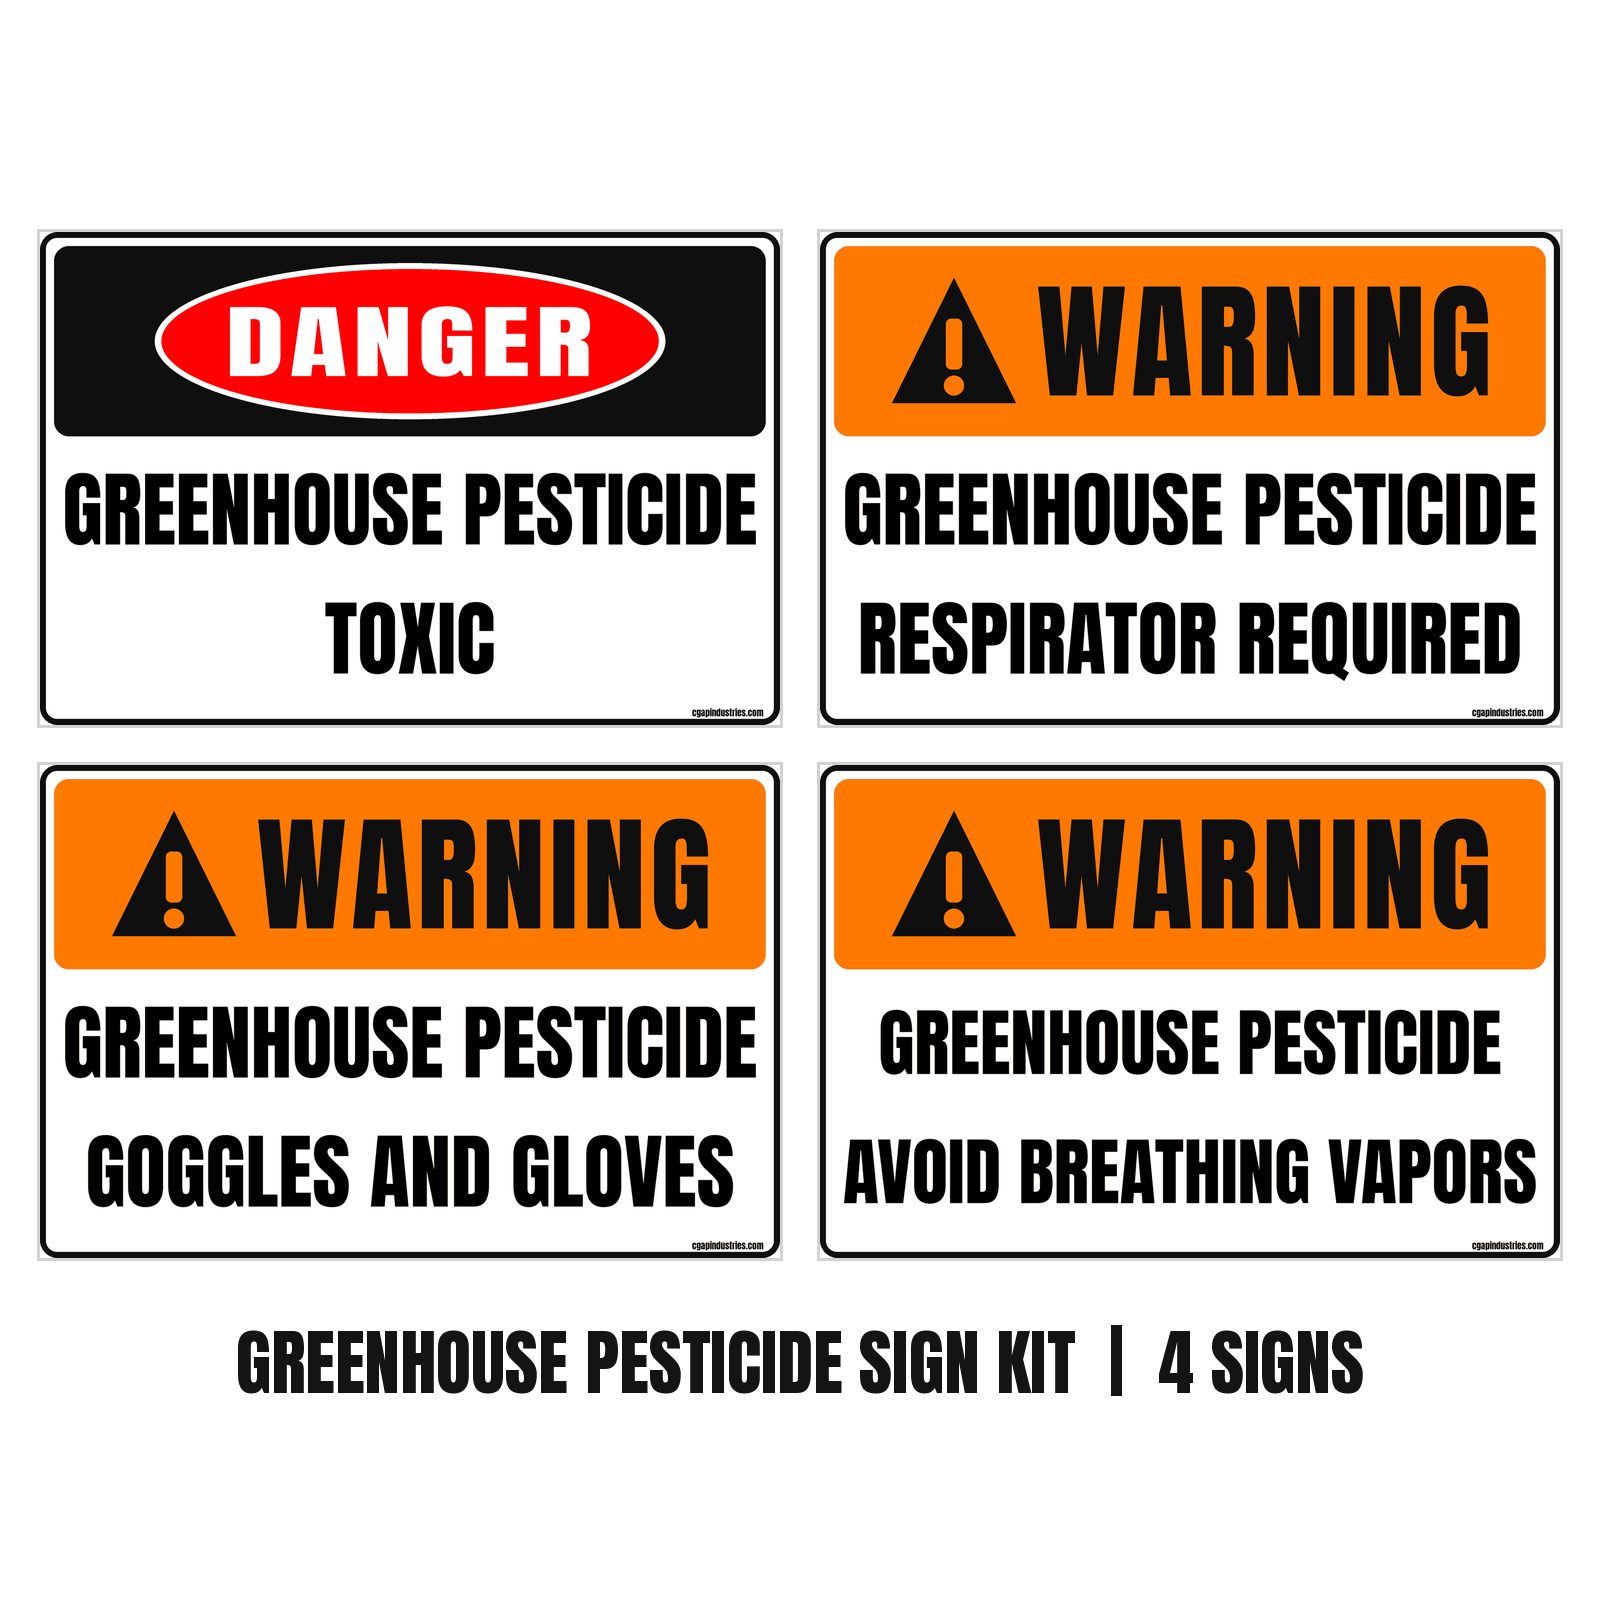 DANGER
GREENHOUSE PESTICIDE
TOXIC
cgapindustries.com
WARNING
GREENHOUSE PESTICIDE
RESPIRATOR REQUIRED
cgapindustries.com
WARNING
GREENHOUSE PESTICIDE
GOGGLES AND GLOVES
cgapindustries.com
WARNING
GREENHOUSE PESTICIDE
AVOID BREATHING VAPORS
cgapindustries.com
GREENHOUSE PESTICIDE SIGN KIT | 4 SIGNS